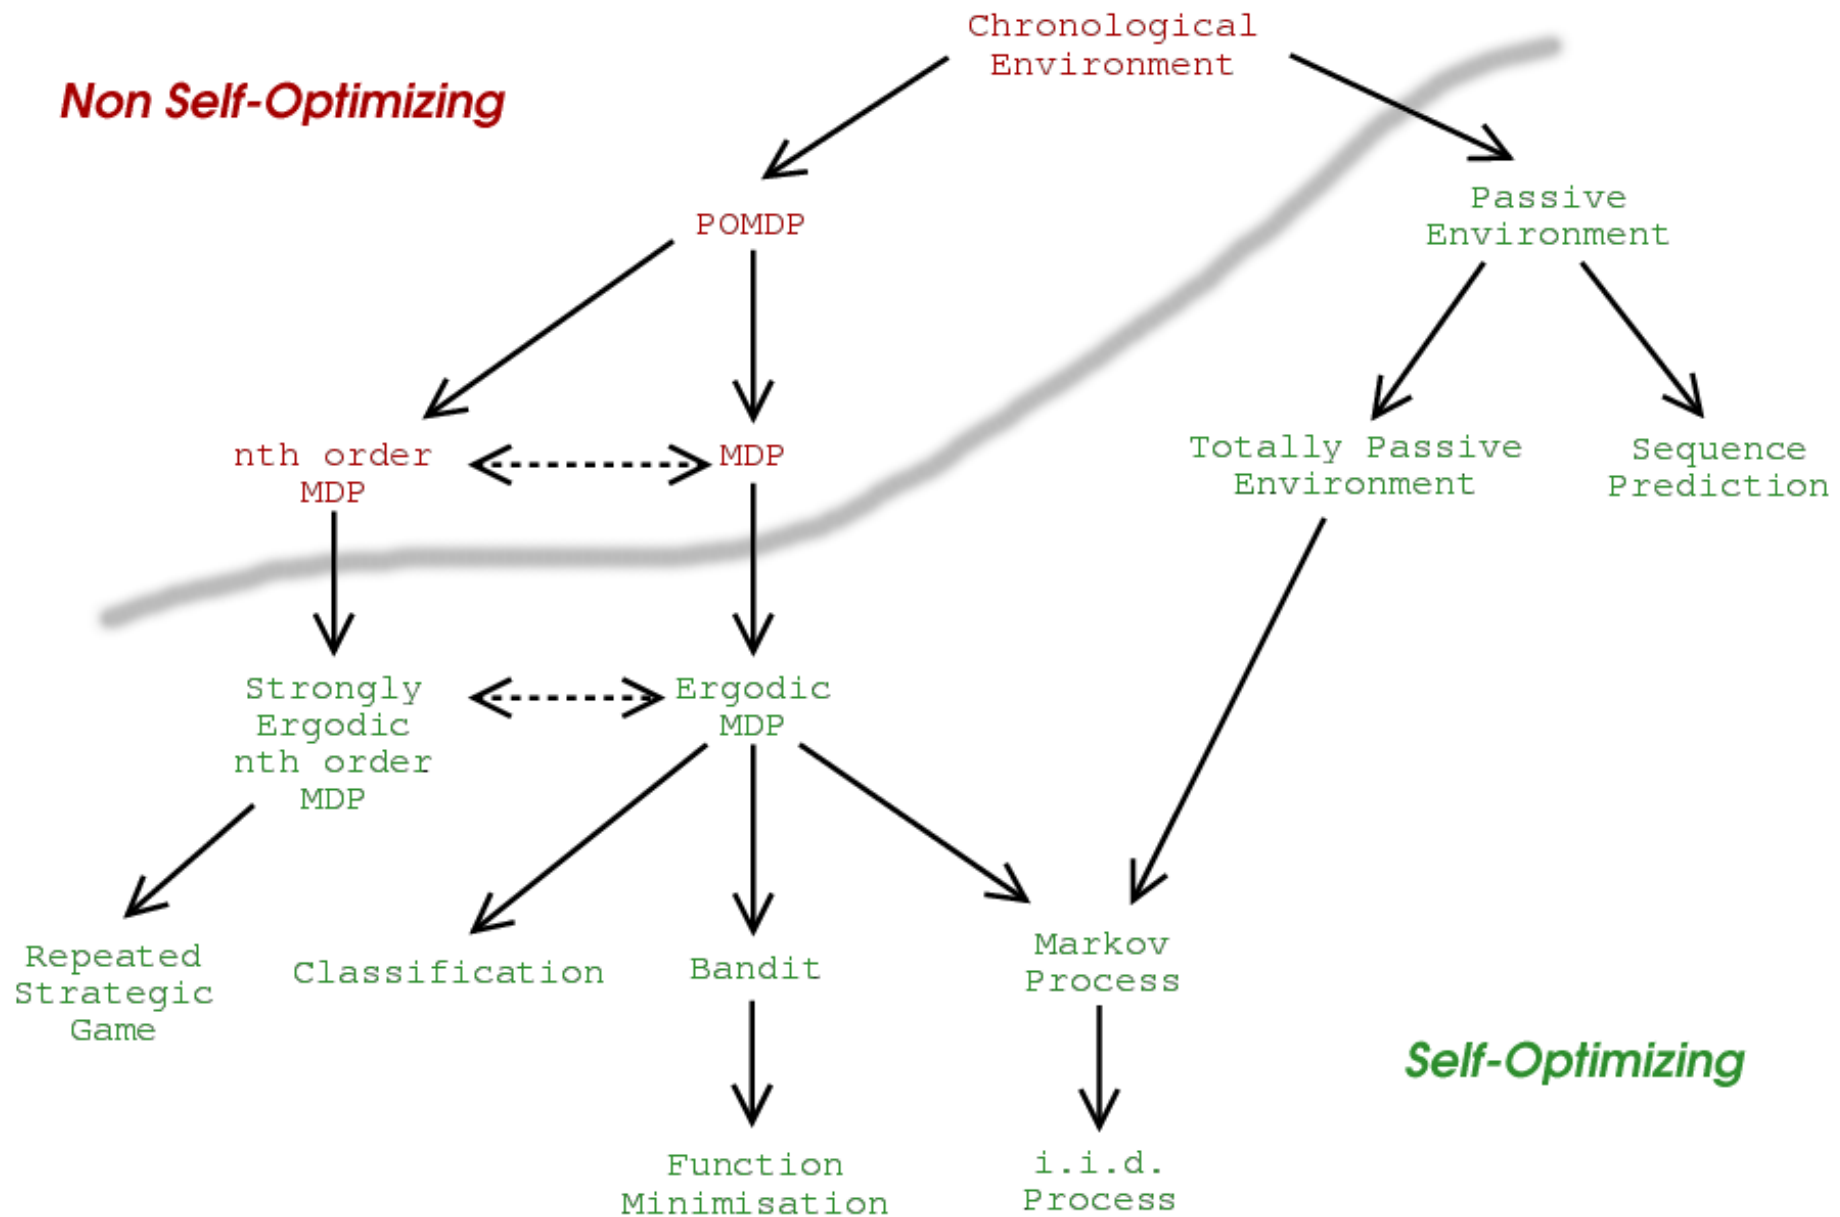 Chronological
Environment
Non Self-Optimizing
POMDP
Passive
Environment
nth order
MDP
MDP
Totally Passive
Environment
Sequence
Prediction
Strongly
Ergodic
nth order
MDP
Ergodic
MDP
Repeated
Strategic
Game
Classification
Bandit
Markov
Process
Self-Optimizing
Function
Minimisation
i.i.d.
Process